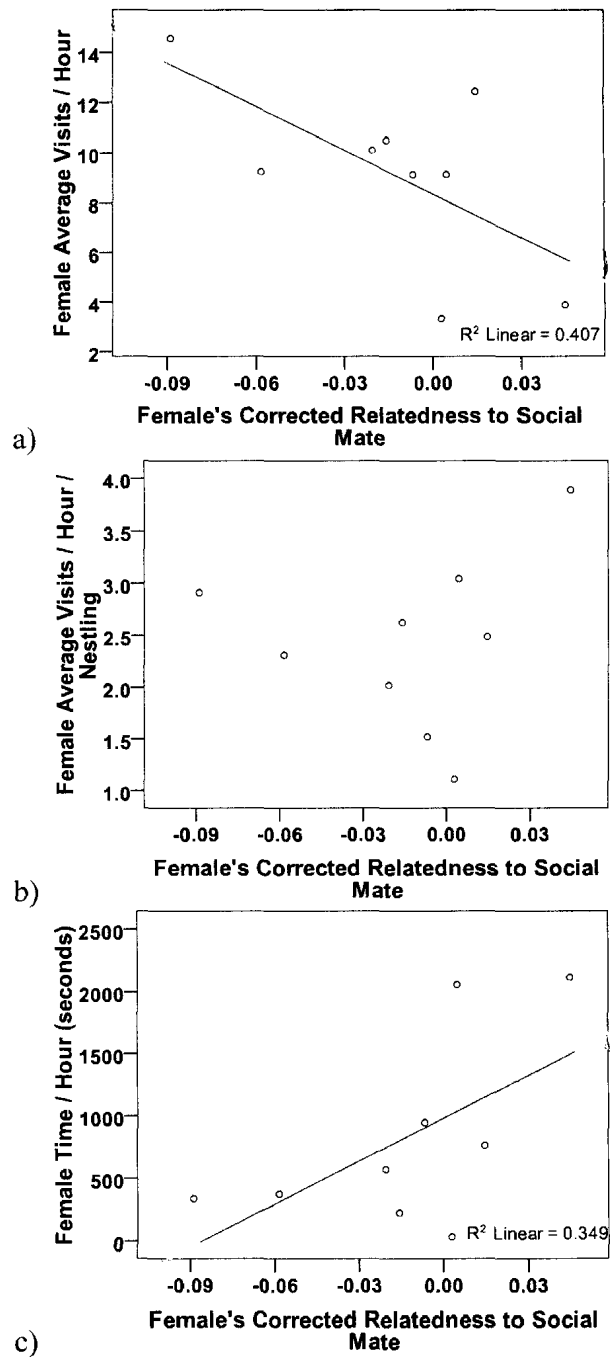 Female Average Visits / Hour
14
12
10
8
6
4
2
R² Linear = 0.407
-0.09 -0.06 -0.03 0.00 0.03
Female's Corrected Relatedness to Social
Mate
a)
Female Average Visits / Hour /
Nestling
4.0
3.5
3.0
2.5
2.0
1.5
1.0
-0.09 -0.06 -0.03 0.00 0.03
Female's Corrected Relatedness to Social
Mate
b)
Female Time / Hour (seconds)
2500
2000
1500
1000
500
0
R² Linear = 0.349
-0.09 -0.06 -0.03 0.00 0.03
Female's Corrected Relatedness to Social
Mate
c)